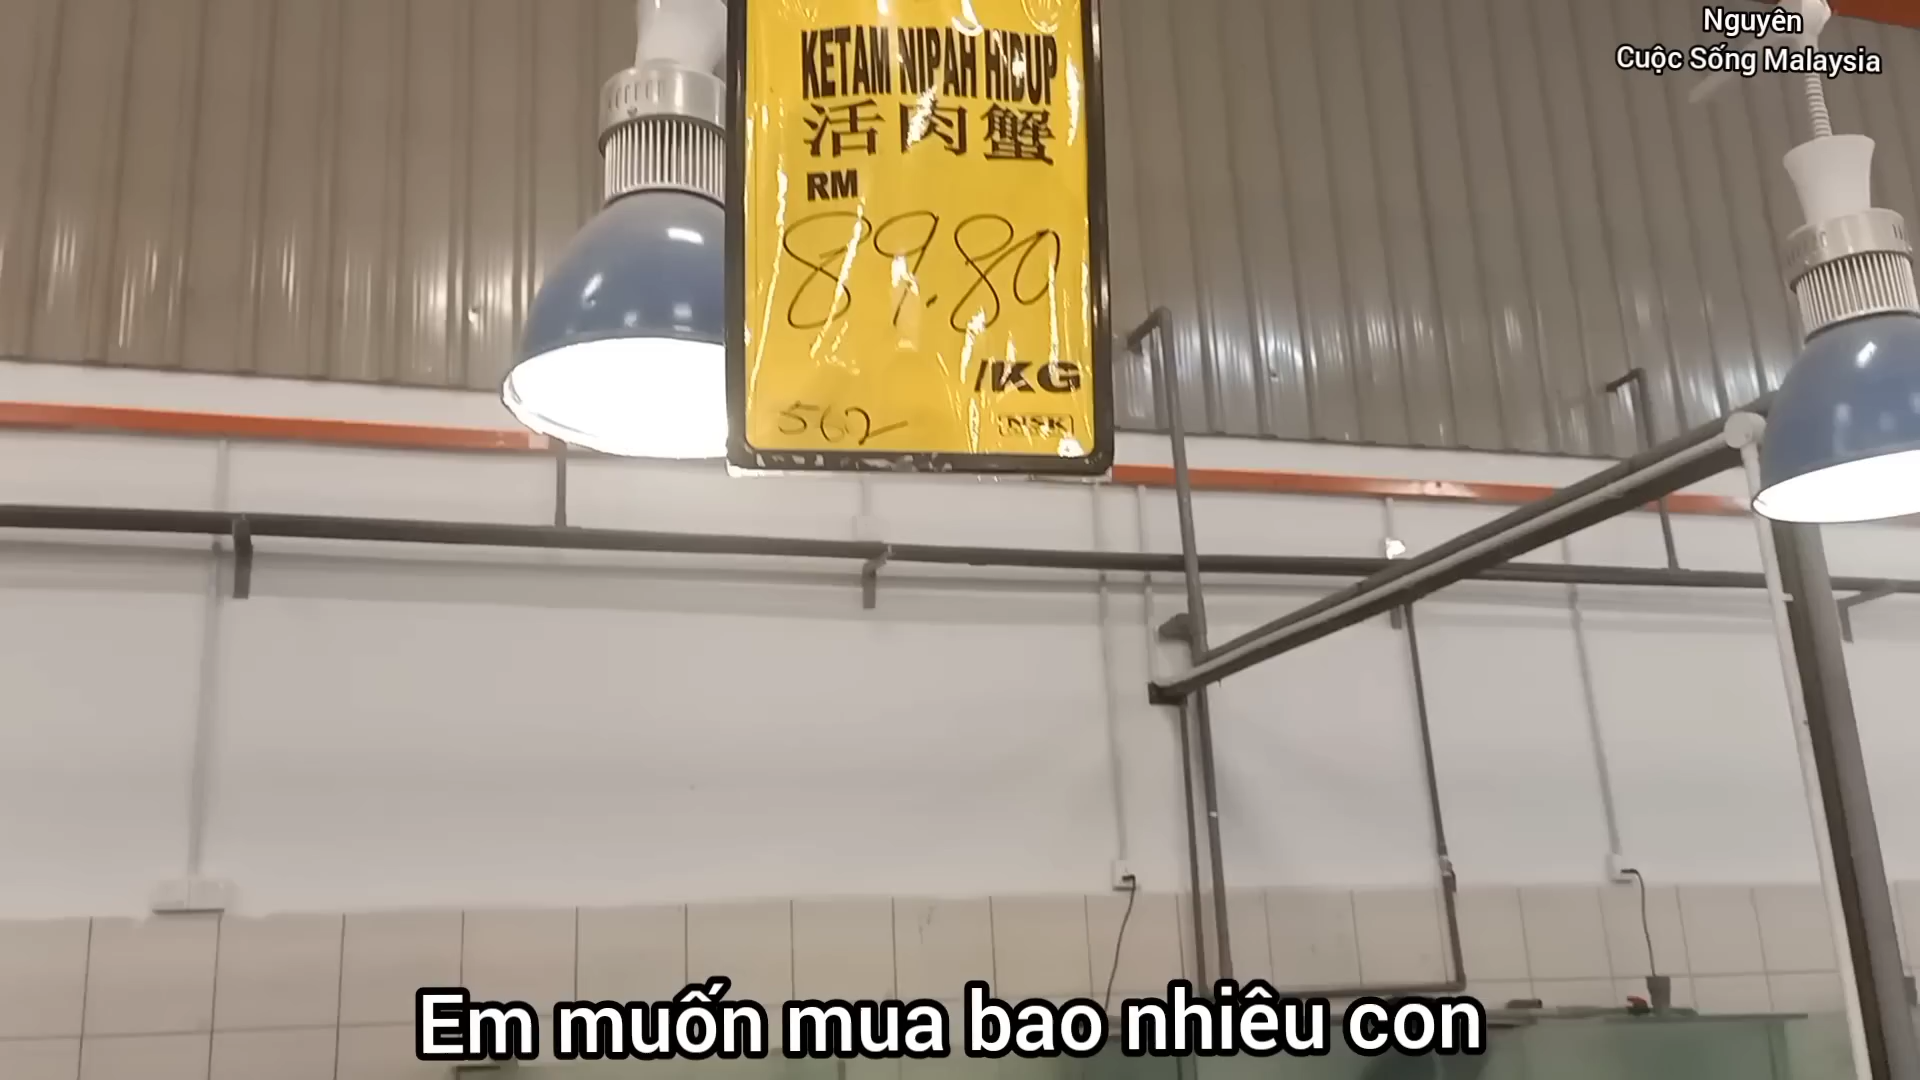 Nguyên
Cuộc Sống Malaysia
KETAM NIPAH HIDUP
活肉蟹
RM
89.80
/KG
562
NSK
Em muốn mua bao nhiêu con